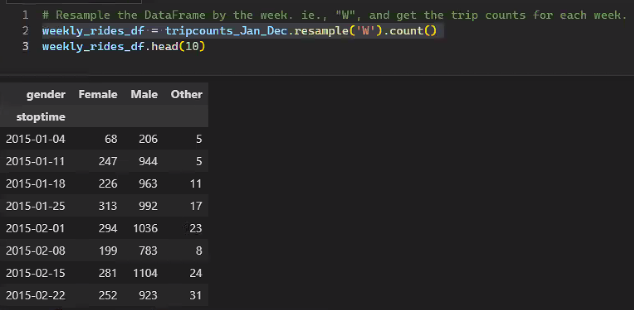 1 # Resample the DataFrame by the week. ie., "W", and get the trip counts for each week.
2 weekly_rides_df = tripcounts_Jan_Dec.resample('W').count()
3 weekly_rides_df.head(10)
gender Female Male Other
stoptime
2015-01-04 68 206 5
2015-01-11 247 944 5
2015-01-18 226 963 11
2015-01-25 313 992 17
2015-02-01 294 1036 23
2015-02-08 199 783 8
2015-02-15 281 1104 24
2015-02-22 252 923 31